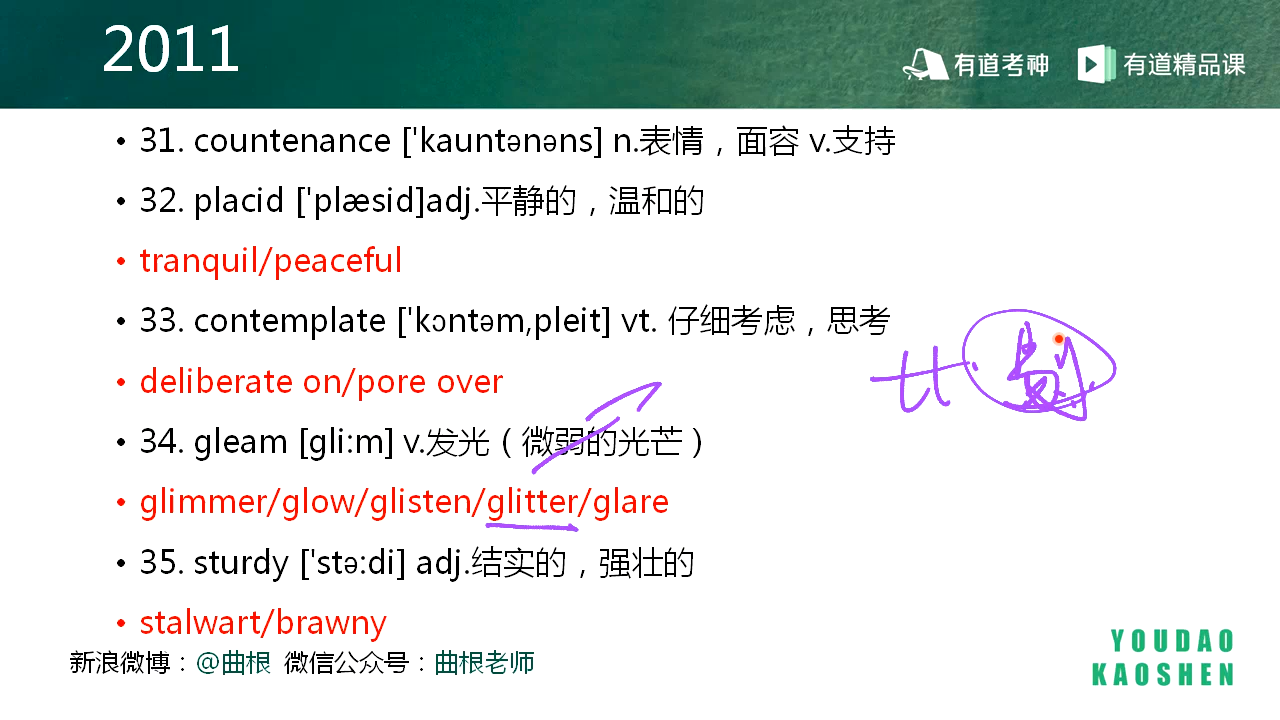 2011
有道考神 有道精品课
• 31. countenance ['kauntənəns] n.表情，面容 v.支持
• 32. placid ['plæsid]adj.平静的，温和的
• tranquil/peaceful
• 33. contemplate ['kɔntəm,pleit] vt. 仔细考虑，思考
• deliberate on/pore over
• 34. gleam [gli:m] v.发光（微弱的光芒）
• glimmer/glow/glisten/glitter/glare
• 35. sturdy ['stə:di] adj.结实的，强壮的
• stalwart/brawny
新浪微博：@曲根 微信公众号：曲根老师
YOUDAO
KAOSHEN